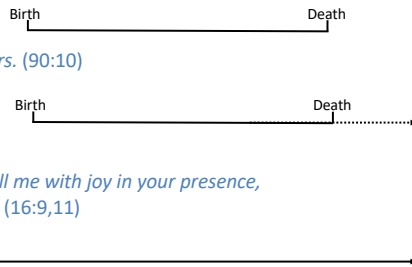 Birth Death
rs. (90:10)
Birth Death
ll me with joy in your presence,
(16:9,11)